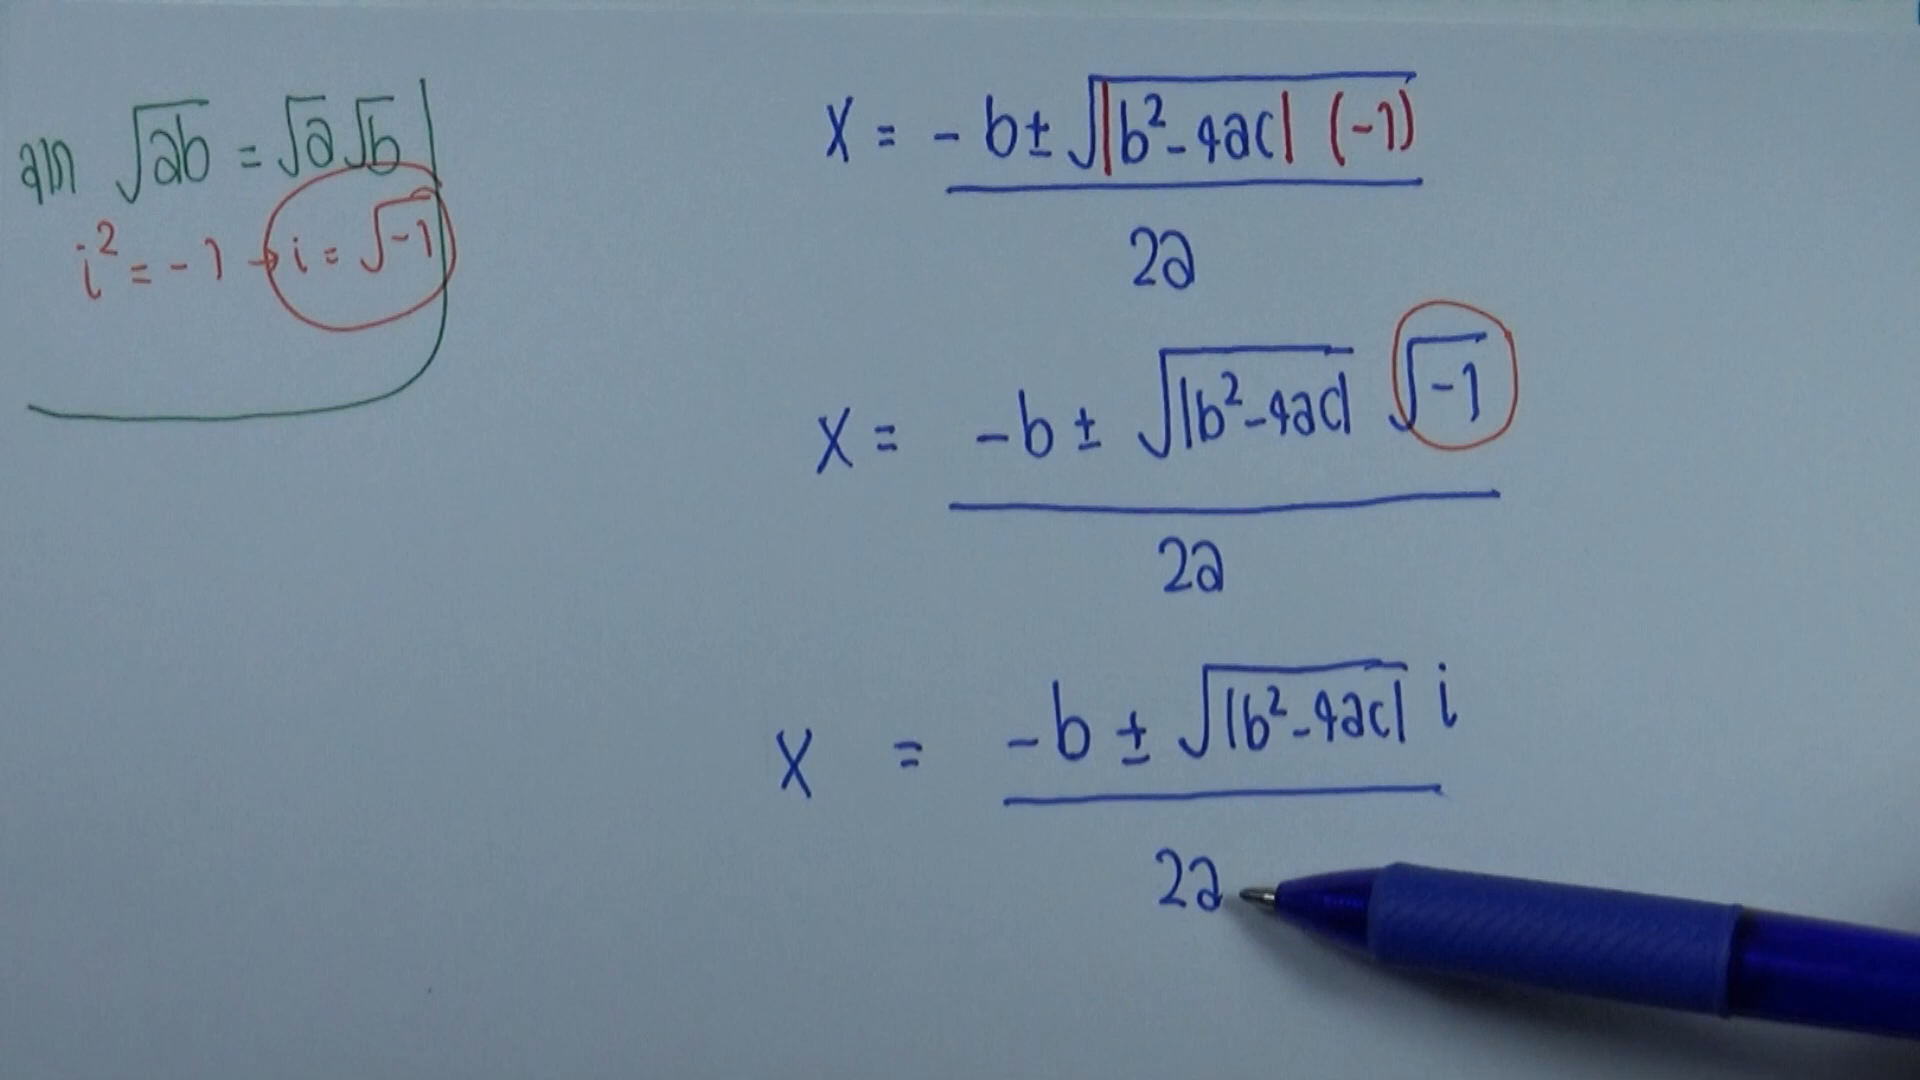 จาก √ab = √a √b
i² = -1 → i = √-1
x = -b ± √|b²-4ac| (-1)
2a
x = -b ± √|b²-4ac| √-1
2a
x = -b ± √|b²-4ac| i
2a